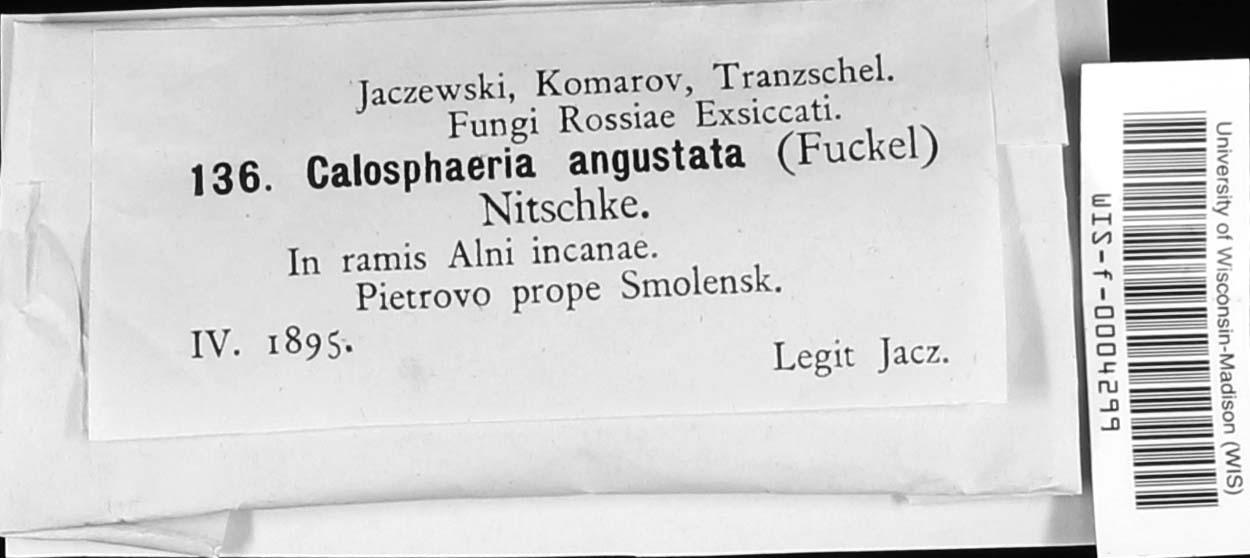 Jaczewski, Komarov, Tranzschel.
Fungi Rossiae Exsiccati.
136. Calosphaeria angustata (Fuckel)
Nitschke.
In ramis Alni incanae.
Pietrovo prope Smolensk.
IV. 1895.
Legit Jacz.
University of Wisconsin-Madison (WIS)
WIS-f-0004299